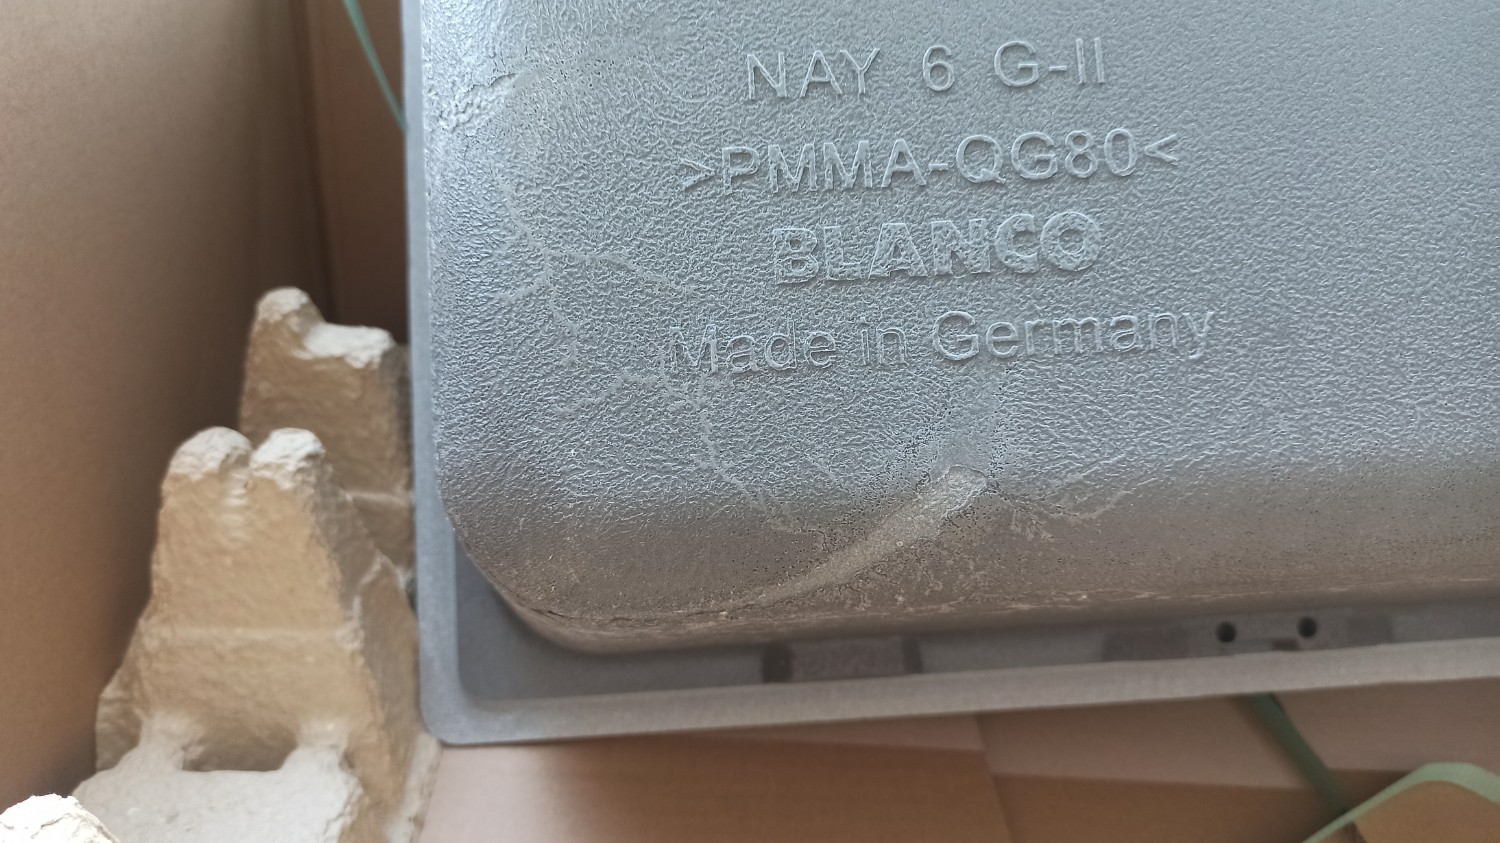 NAY 6 G-II
>PMMA-QG80<
BLANCO
Made in Germany